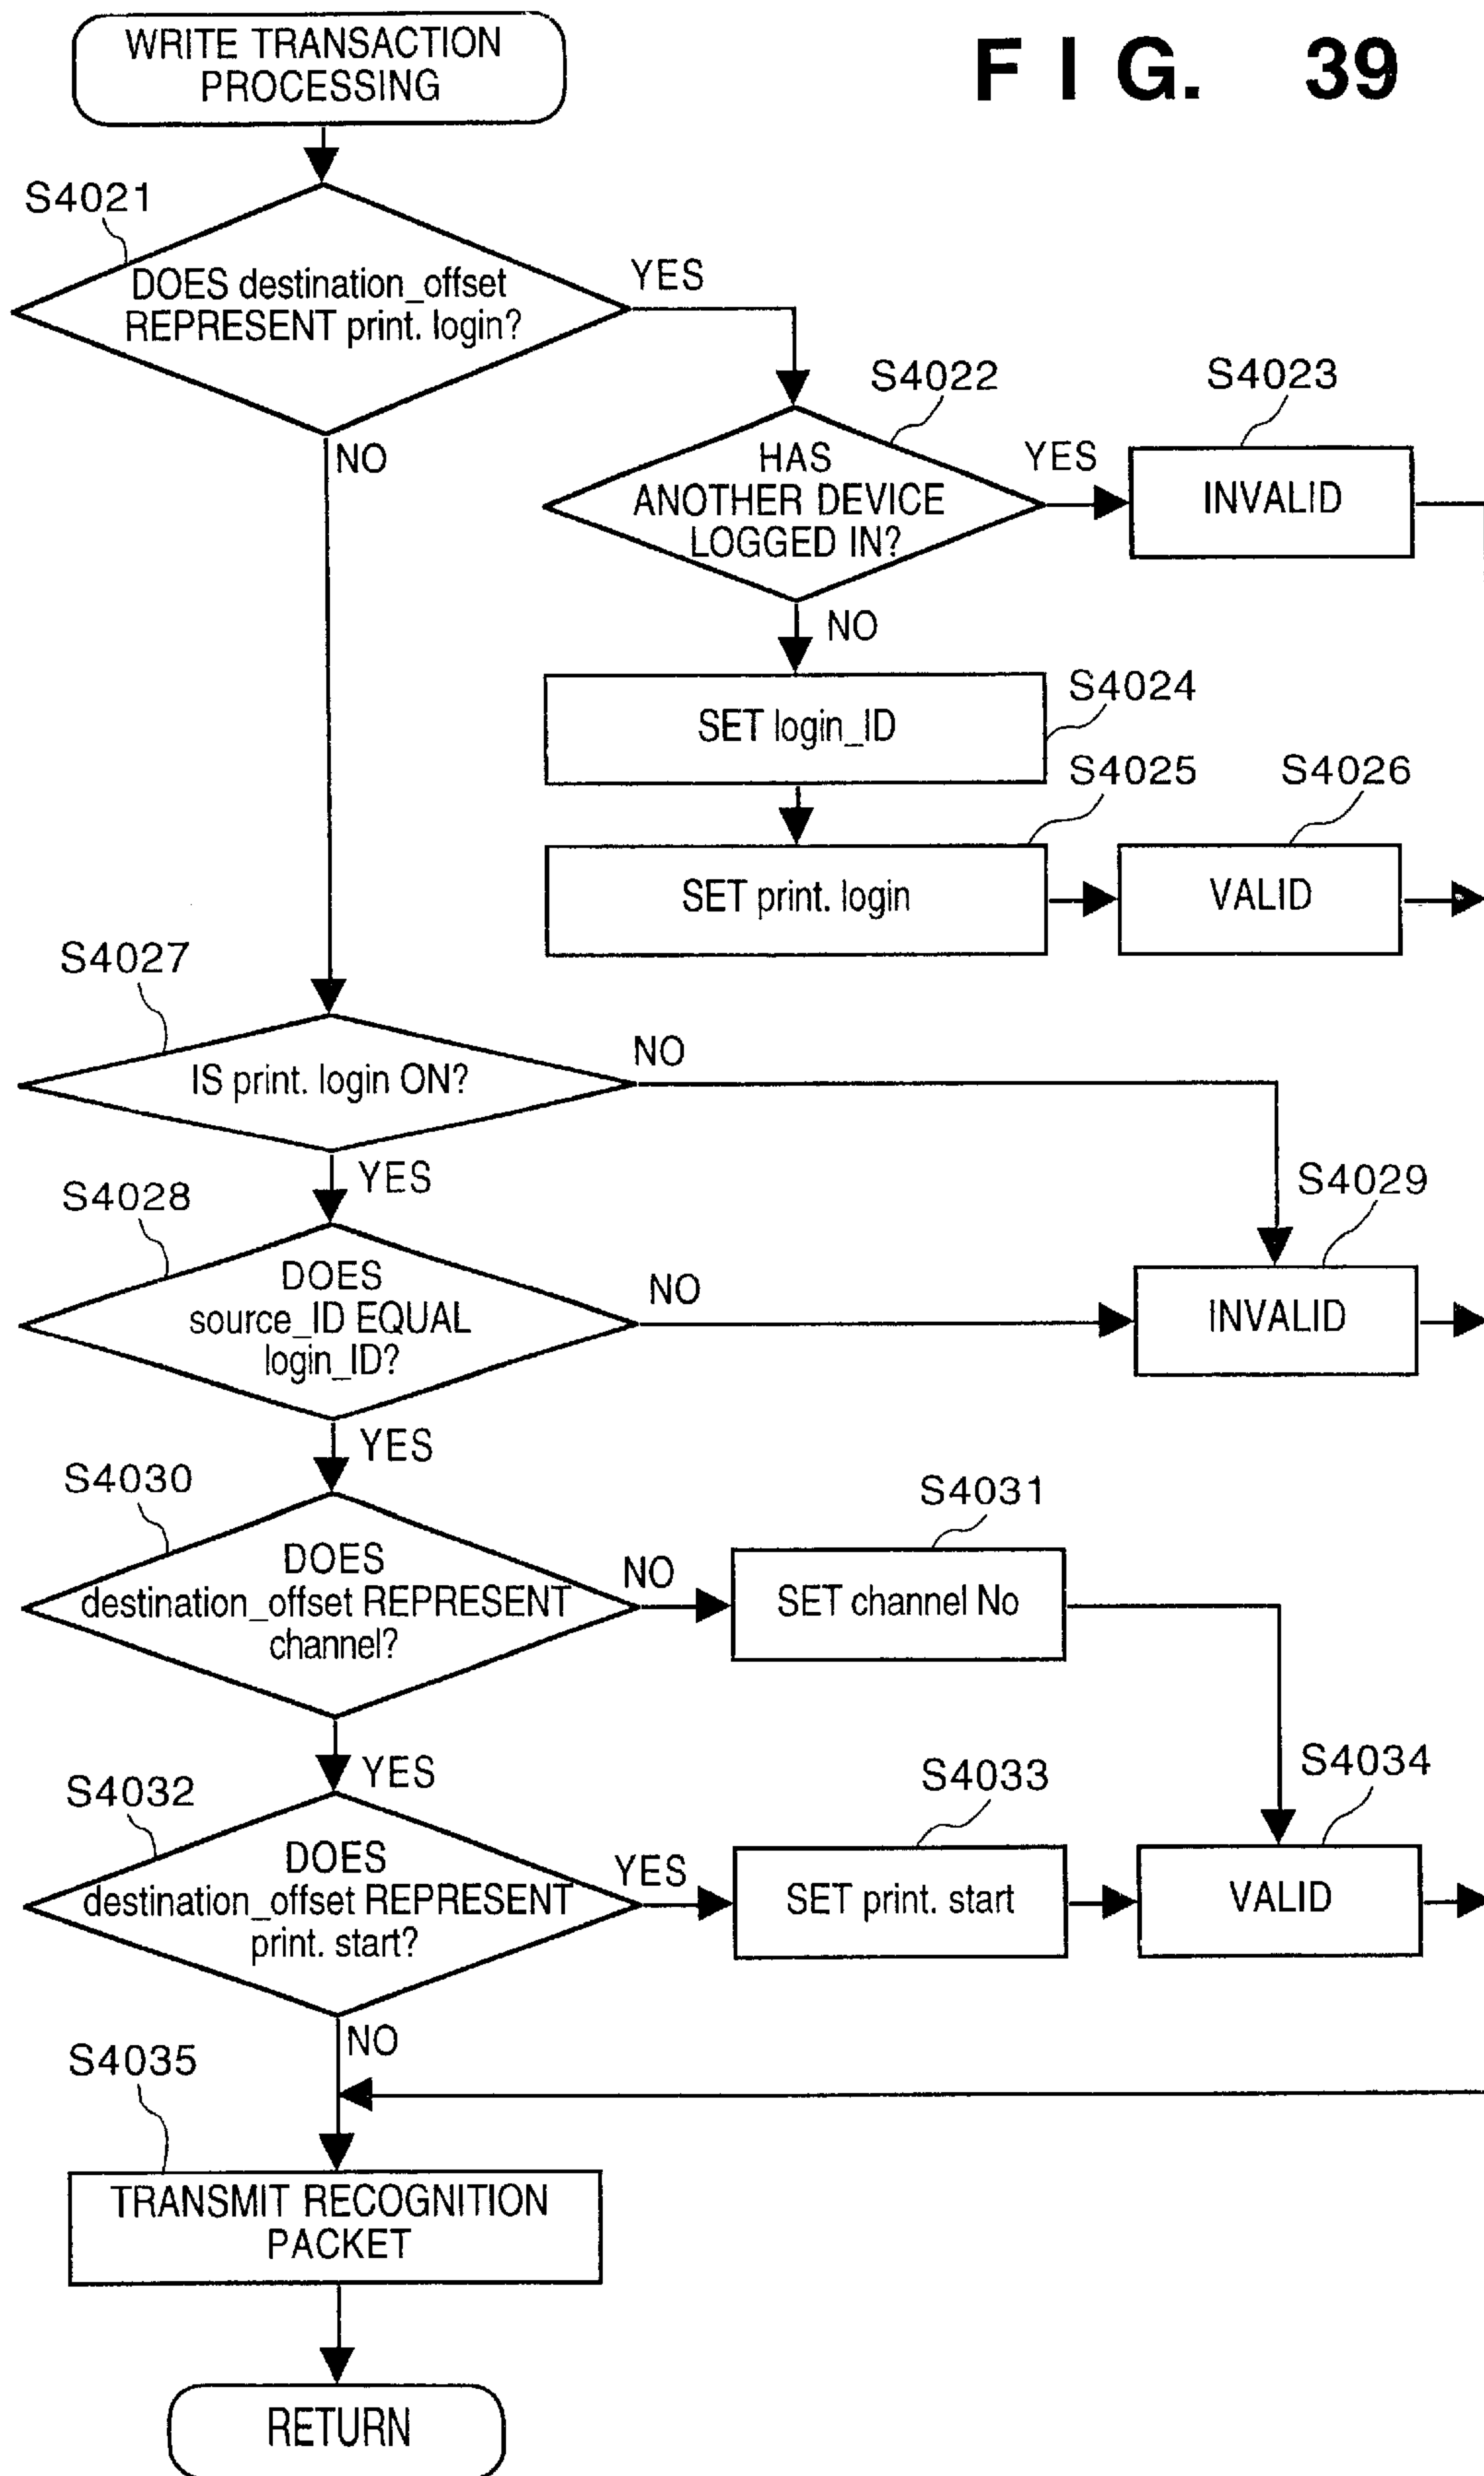 WRITE TRANSACTION
PROCESSING
F I G. 39
S4021
DOES destination_offset
REPRESENT print. login?
YES
NO
S4022
HAS
ANOTHER DEVICE
LOGGED IN?
YES
S4023
INVALID
NO
SET login_ID
S4024
S4025
SET print. login
S4026
VALID
S4027
IS print. login ON?
NO
YES
S4028
DOES
source_ID EQUAL
login_ID?
NO
S4029
INVALID
YES
S4030
DOES
destination_offset REPRESENT
channel?
NO
S4031
SET channel No
YES
S4032
DOES
destination_offset REPRESENT
print. start?
YES
S4033
SET print. start
S4034
VALID
NO
S4035
TRANSMIT RECOGNITION
PACKET
RETURN